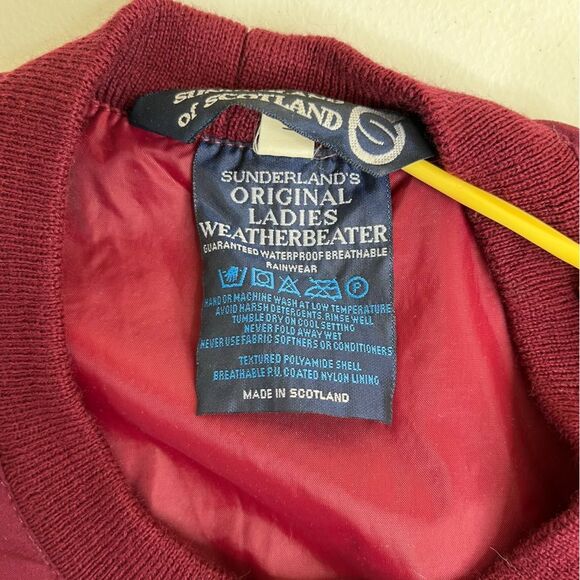 of SCOTLAND
SUNDERLAND'S
ORIGINAL
LADIES
WEATHERBEATER
GUARANTEED WATERPROOF BREATHABLE
RAINWEAR
P
HAND OR MACHINE WASH AT LOW TEMPERATURE
AVOID HARSH DETERGENTS. RINSE WELL
TUMBLE DRY ON COOL SETTING
NEVER FOLD AWAY WET
NEVER USE FABRIC SOFTNERS OR CONDITIONERS
TEXTURED POLYAMIDE SHELL
BREATHABLE P.U. COATED NYLON LINING
MADE IN SCOTLAND